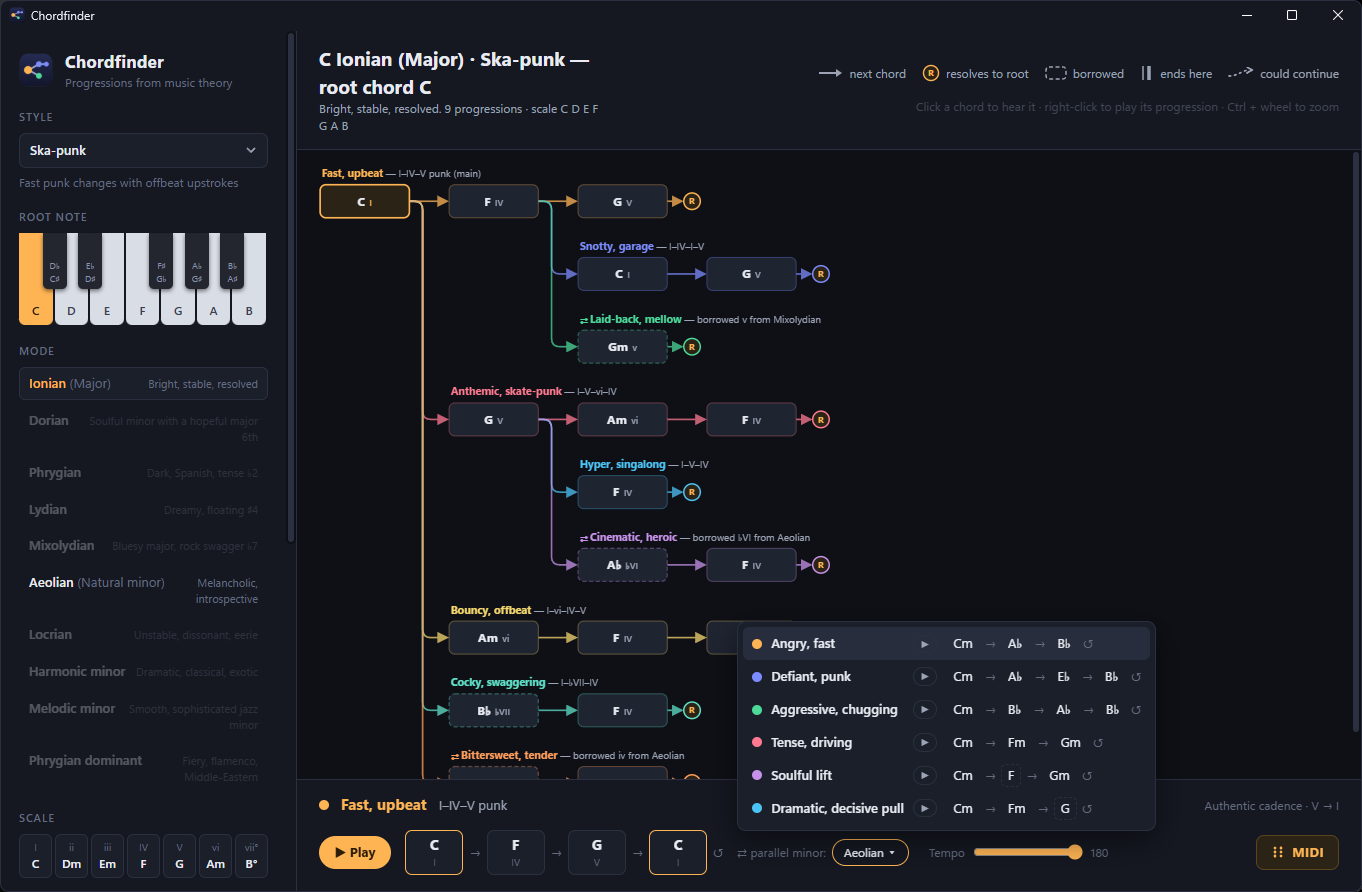 Chordfinder
Chordfinder
Progressions from music theory
STYLE
Ska-punk
Fast punk changes with offbeat upstrokes
ROOT NOTE
D♭ E♭ F♯ A♭ B♭
C♯ D♯ G♭ G♯ A♯
C D E F G A B
MODE
Ionian (Major) Bright, stable, resolved
Dorian Soulful minor with a hopeful major
6th
Phrygian Dark, Spanish, tense ♭2
Lydian Dreamy, floating ♯4
Mixolydian Bluesy major, rock swagger ♭7
Aeolian (Natural minor) Melancholic,
introspective
Locrian Unstable, dissonant, eerie
Harmonic minor Dramatic, classical, exotic
Melodic minor Smooth, sophisticated jazz
minor
Phrygian dominant Fiery, flamenco,
Middle-Eastern
SCALE
I ii iii IV V vi vii°
C Dm Em F G Am B°
C Ionian (Major) · Ska-punk —
root chord C
Bright, stable, resolved. 9 progressions · scale C D E F
G A B
next chord R resolves to root borrowed ends here could continue
Click a chord to hear it · right-click to play its progression · Ctrl + wheel to zoom
Fast, upbeat — I–IV–V punk (main)
C I F IV G V R
Snotty, garage — I–IV–I–V
C I G V R
⇄ Laid-back, mellow — borrowed v from Mixolydian
Gm v R
Anthemic, skate-punk — I–V–vi–IV
G V Am vi F IV R
Hyper, singalong — I–V–IV
F IV R
⇄ Cinematic, heroic — borrowed ♭VI from Aeolian
A♭ ♭VI F IV R
Bouncy, offbeat — I–vi–IV–V
Am vi F IV
Cocky, swaggering — I–♭VII–IV
B♭ ♭VII F IV R
⇄ Bittersweet, tender — borrowed iv from Aeolian
Angry, fast ▶ Cm → A♭ → B♭ ↺
Defiant, punk ▶ Cm → A♭ → E♭ → B♭ ↺
Aggressive, chugging ▶ Cm → B♭ → A♭ → B♭ ↺
Tense, driving ▶ Cm → Fm → Gm ↺
Soulful lift ▶ Cm → F → Gm ↺
Dramatic, decisive pull ▶ Cm → Fm → G ↺
Fast, upbeat I–IV–V punk
Authentic cadence · V → I
▶ Play
C → F → G → C ↺
I IV V I
⇄ parallel minor: Aeolian ▾ Tempo 180
MIDI